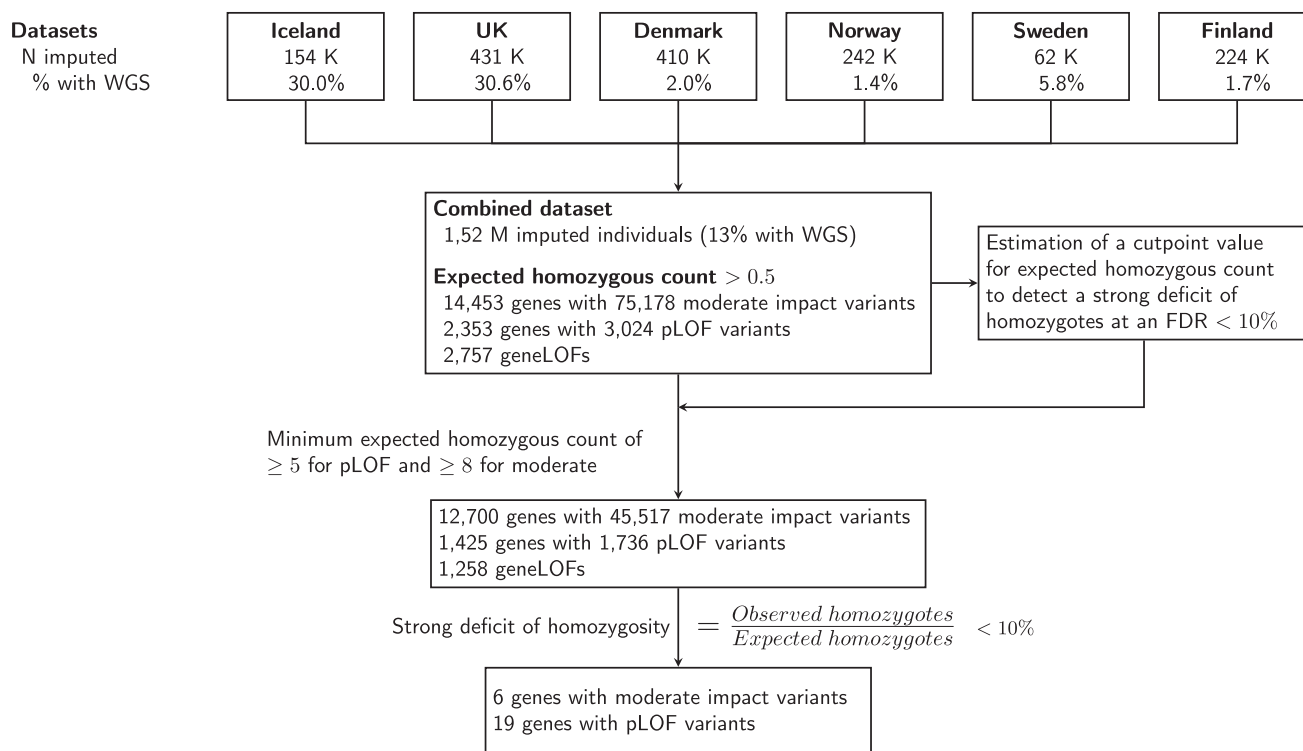 Datasets
N imputed
% with WGS
Iceland
154 K
30.0%
UK
431 K
30.6%
Denmark
410 K
2.0%
Norway
242 K
1.4%
Sweden
62 K
5.8%
Finland
224 K
1.7%
Combined dataset
1,52 M imputed individuals (13% with WGS)
Expected homozygous count > 0.5
14,453 genes with 75,178 moderate impact variants
2,353 genes with 3,024 pLOF variants
2,757 geneLOFs
Estimation of a cutpoint value
for expected homozygous count
to detect a strong deficit of
homozygotes at an FDR < 10%
Minimum expected homozygous count of
≥ 5 for pLOF and ≥ 8 for moderate
12,700 genes with 45,517 moderate impact variants
1,425 genes with 1,736 pLOF variants
1,258 geneLOFs
Strong deficit of homozygosity
= Observed homozygotes
Expected homozygotes
< 10%
6 genes with moderate impact variants
19 genes with pLOF variants